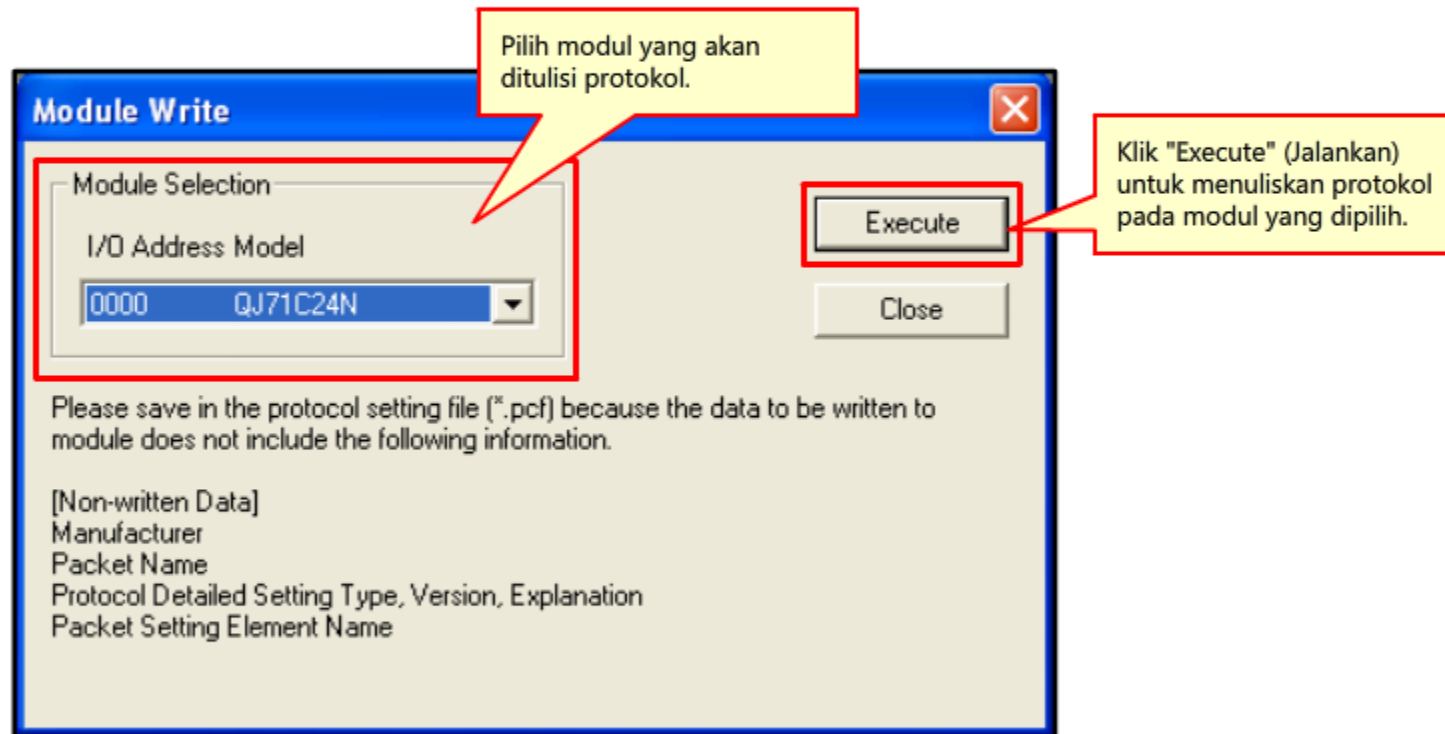 Pilih modul yang akan
ditulisi protokol.
Module Write
Klik "Execute" (Jalankan)
untuk menuliskan protokol
pada modul yang dipilih.
Module Selection
I/O Address Model
0000 QJ71C24N
Execute
Close
Please save in the protocol setting file (*.pcf) because the data to be written to
module does not include the following information.
[Non-written Data]
Manufacturer
Packet Name
Protocol Detailed Setting Type, Version, Explanation
Packet Setting Element Name